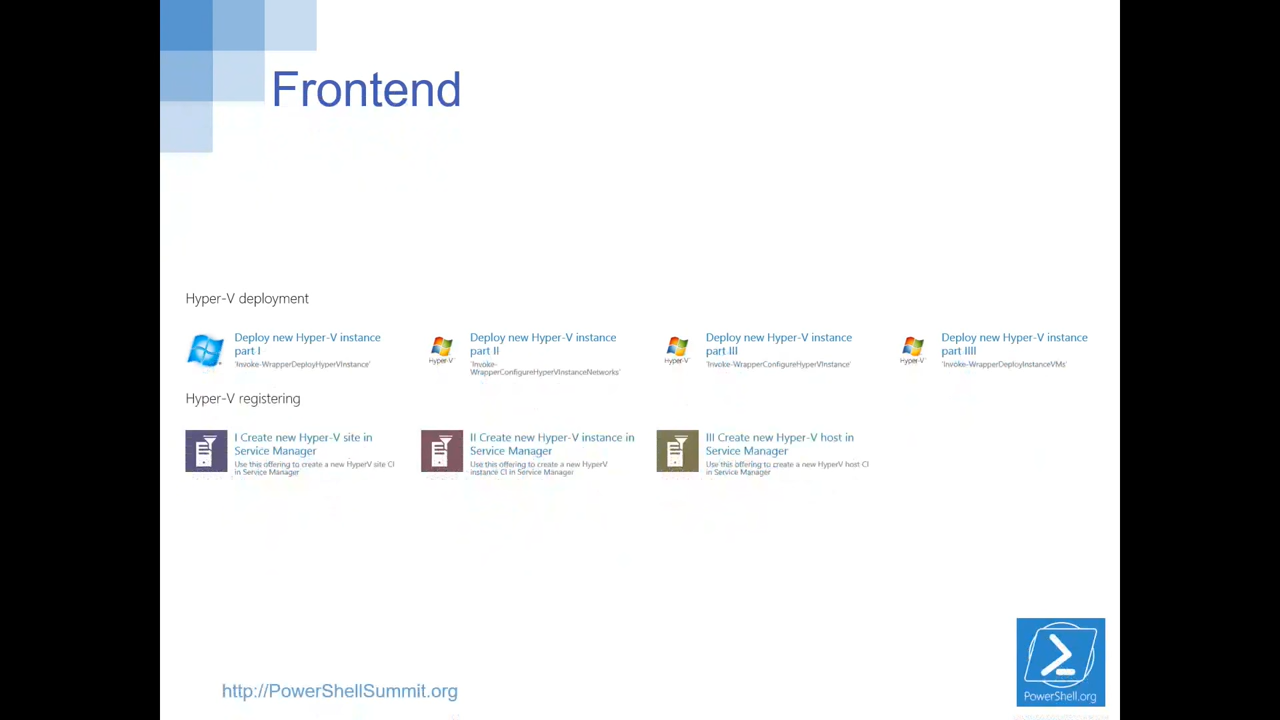 Frontend
Hyper-V deployment
Deploy new Hyper-V instance
part I
'Invoke-WrapperDeployHyperVInstance'
Hyper-V
Deploy new Hyper-V instance
part II
'Invoke-
WrapperConfigureHyperVInstanceNetworks'
Hyper-V
Deploy new Hyper-V instance
part III
'Invoke-WrapperConfigureHyperVInstance'
Hyper-V
Deploy new Hyper-V instance
part IIII
'Invoke-WrapperDeployInstanceVMs'
Hyper-V registering
I Create new Hyper-V site in
Service Manager
Use this offering to create a new HyperV site CI
in Service Manager
II Create new Hyper-V instance in
Service Manager
Use this offering to create a new HyperV
instance CI in Service Manager
III Create new Hyper-V host in
Service Manager
Use this offering to create a new HyperV host CI
in Service Manager
http://PowerShellSummit.org
PowerShell.org